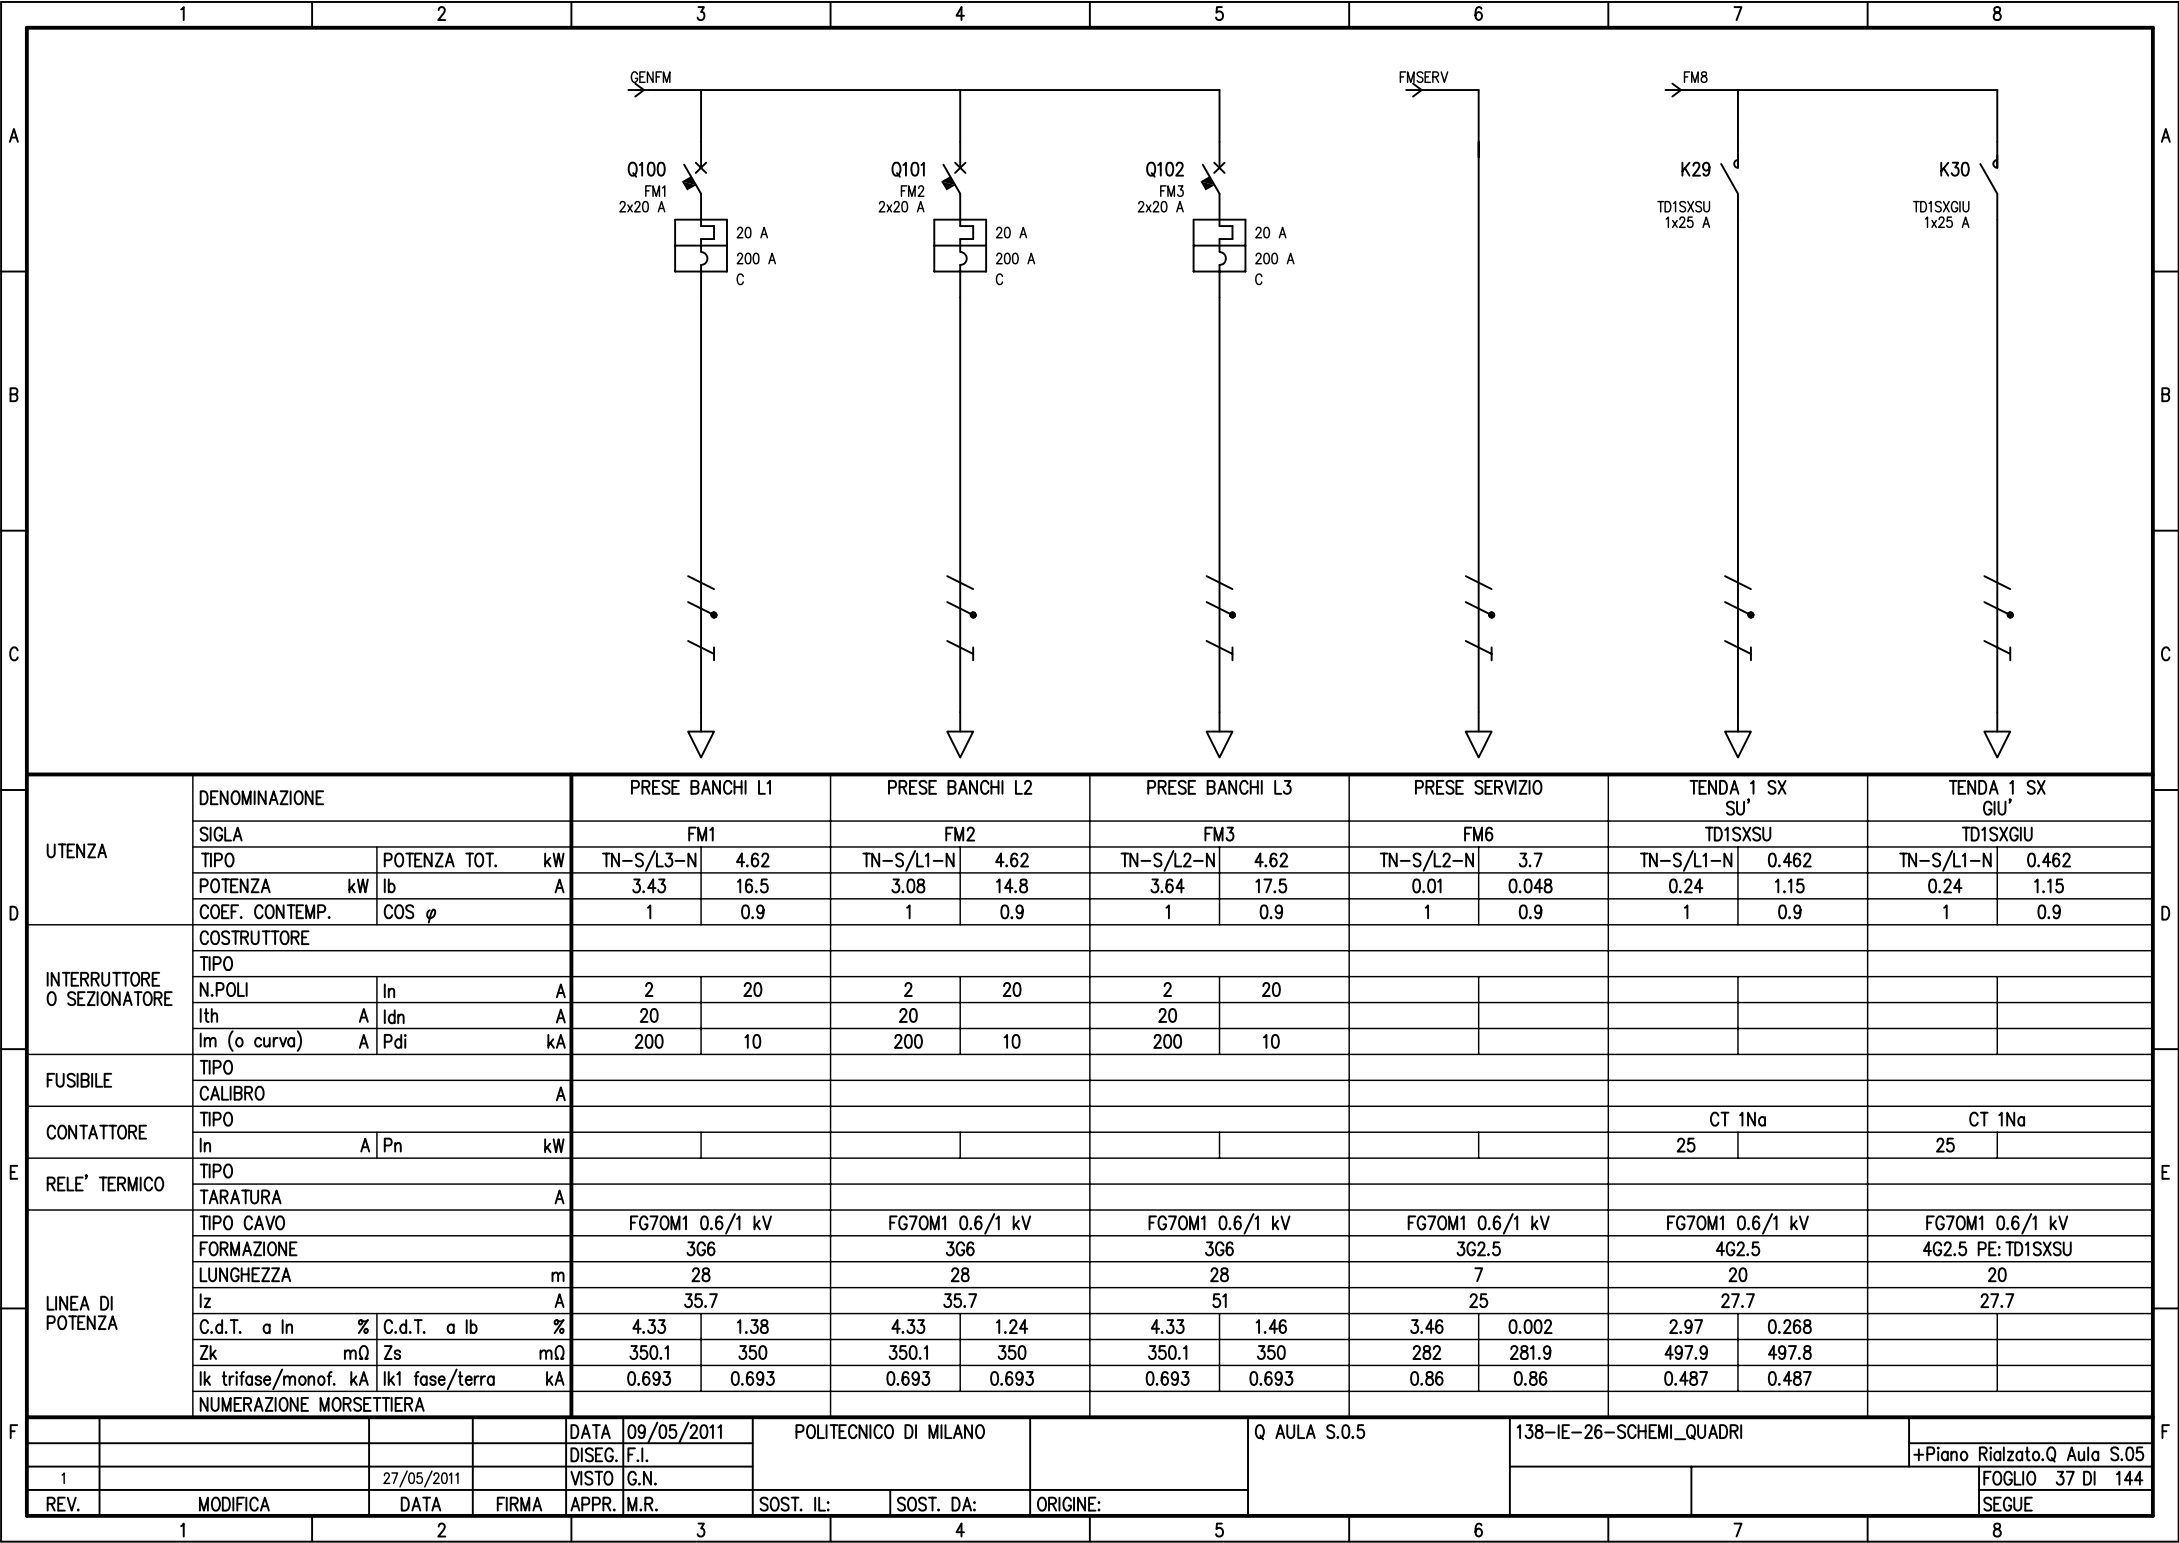 1 2 3 4 5 6 7 8
GENFM FMSERV FM8
A A
Q100 Q101 Q102 K29 K30
FM1 FM2 FM3
2x20 A 2x20 A 2x20 A TD1SXSU TD1SXGIU
1x25 A 1x25 A
20 A 20 A 20 A
200 A 200 A 200 A
C C C
B B
C C
UTENZA
DENOMINAZIONE PRESE BANCHI L1 PRESE BANCHI L2 PRESE BANCHI L3 PRESE SERVIZIO TENDA 1 SX TENDA 1 SX
SU' GIU'
SIGLA FM1 FM2 FM3 FM6 TD1SXSU TD1SXGIU
TIPO POTENZA TOT. kW TN-S/L3-N 4.62 TN-S/L1-N 4.62 TN-S/L2-N 4.62 TN-S/L2-N 3.7 TN-S/L1-N 0.462 TN-S/L1-N 0.462
POTENZA kW Ib A 3.43 16.5 3.08 14.8 3.64 17.5 0.01 0.048 0.24 1.15 0.24 1.15
D COEF. CONTEMP. COS φ 1 0.9 1 0.9 1 0.9 1 0.9 1 0.9 1 0.9 D
INTERRUTTORE
O SEZIONATORE
COSTRUTTORE
TIPO
N.POLI In A 2 20 2 20 2 20
Ith A Idn A 20 20 20
Im (o curva) A Pdi kA 200 10 200 10 200 10
FUSIBILE
TIPO
CALIBRO A
CONTATTORE
TIPO CT 1Na CT 1Na
In A Pn kW 25 25
E E
RELE' TERMICO
TIPO
TARATURA A
LINEA DI
POTENZA
TIPO CAVO FG7OM1 0.6/1 kV FG7OM1 0.6/1 kV FG7OM1 0.6/1 kV FG7OM1 0.6/1 kV FG7OM1 0.6/1 kV FG7OM1 0.6/1 kV
FORMAZIONE 3G6 3G6 3G6 3G2.5 4G2.5 4G2.5 PE:TD1SXSU
LUNGHEZZA m 28 28 28 7 20 20
Iz A 35.7 35.7 51 25 27.7 27.7
C.d.T. a In % C.d.T. a Ib % 4.33 1.38 4.33 1.24 4.33 1.46 3.46 0.002 2.97 0.268
Zk mΩ Zs mΩ 350.1 350 350.1 350 350.1 350 282 281.9 497.9 497.8
Ik trifase/monof. kA Ik1 fase/terra kA 0.693 0.693 0.693 0.693 0.693 0.693 0.86 0.86 0.487 0.487
NUMERAZIONE MORSETTIERA
F DATA 09/05/2011 POLITECNICO DI MILANO Q AULA S.0.5 138-IE-26-SCHEMI_QUADRI F
DISEG. F.I. +Piano Rialzato.Q Aula S.05
1 27/05/2011 VISTO G.N. FOGLIO 37 DI 144
REV. MODIFICA DATA FIRMA APPR. M.R. SOST. IL: SOST. DA: ORIGINE: SEGUE
1 2 3 4 5 6 7 8